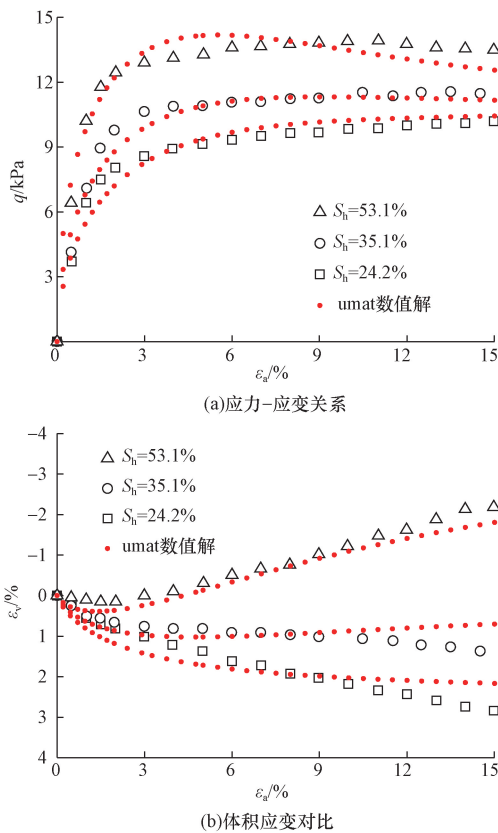 15
12
9
6
3
q/kPa
Sh=53.1%
Sh=35.1%
Sh=24.2%
umat数值解
0 3 6 9 12 15
εa/%
(a)应力-应变关系
-4
-3
-2
-1
0
1
2
3
4
εv/%
Sh=53.1%
Sh=35.1%
Sh=24.2%
umat数值解
0 3 6 9 12 15
εa/%
(b)体积应变对比